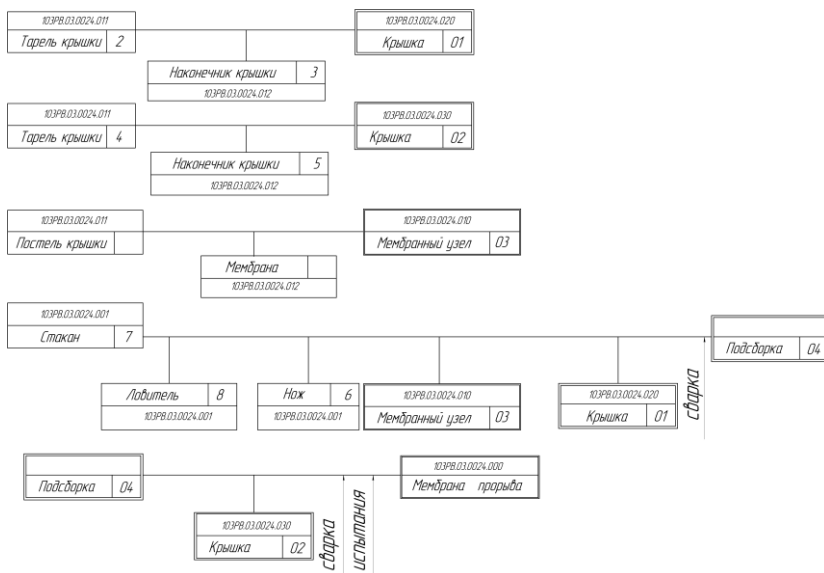 103РВ.03.0024.011
Тарель крышки 2
103РВ.03.0024.020
Крышка 01
Наконечник крышки 3
103РВ.03.0024.012
103РВ.03.0024.011
Тарель крышки 4
103РВ.03.0024.030
Крышка 02
Наконечник крышки 5
103РВ.03.0024.012
103РВ.03.0024.011
Постель крышки
103РВ.03.0024.010
Мембранный узел 03
Мембрана
103РВ.03.0024.012
103РВ.03.0024.001
Стакан 7
Подсборка 04
Ловитель 8
103РВ.03.0024.001
Нож 6
103РВ.03.0024.001
103РВ.03.0024.010
Мембранный узел 03
103РВ.03.0024.020
Крышка 01
сварка
Подсборка 04
103РВ.03.0024.000
Мембрана прорыва
103РВ.03.0024.030
Крышка 02
сварка
испытания